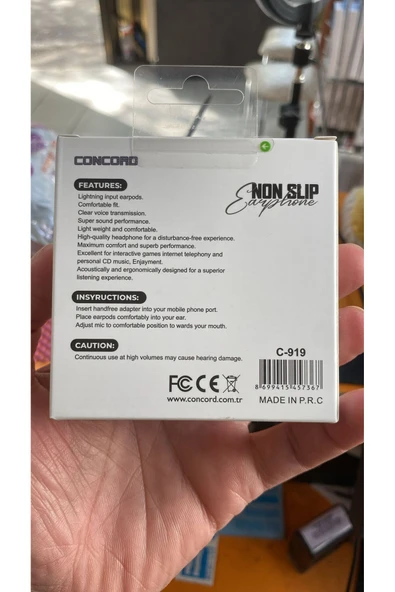 CONCORD
NON SLIP
Earphone
FEATURES:
Lightning input earpods.
Comfortable fit.
Clear voice transmission.
Super sound performance.
Light weight and comfortable.
High-quality headphone for a disturbance-free experience.
Maximum comfort and superb performance.
Excellent for interactive games internet telephony and
personal CD music, Enjayment.
Acoustically and ergonomically designed for a superior
listening experience.
INSYRUCTIONS:
Insert handfree adapter into your mobile phone port.
Place earpods comfortably into your ear.
Adjust mic to comfortable position to wards your mouth.
CAUTION:
Continuous use at high volumes may cause hearing damage.
C-919
FC CE
8 699415 457367
www.concord.com.tr
MADE IN P.R.C